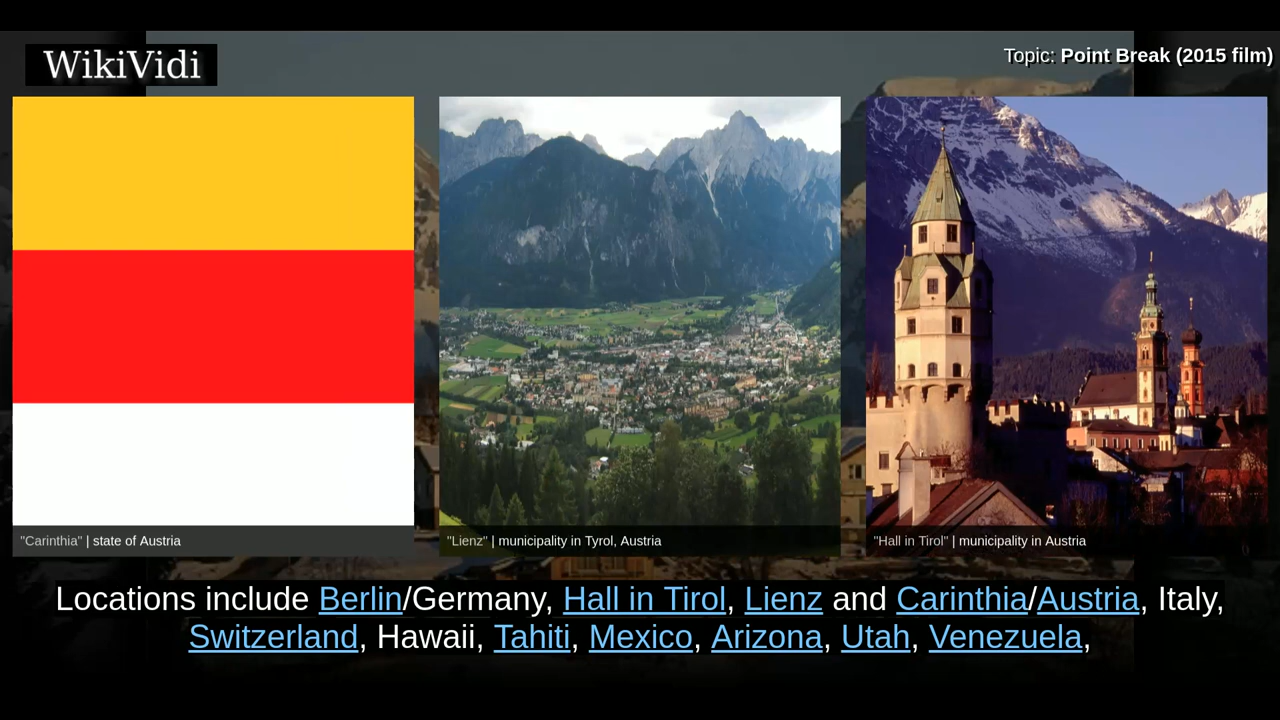 WikiVidi
Topic: Point Break (2015 film)
"Carinthia" | state of Austria
"Lienz" | municipality in Tyrol, Austria
"Hall in Tirol" | municipality in Austria
Locations include Berlin/Germany, Hall in Tirol, Lienz and Carinthia/Austria, Italy,
Switzerland, Hawaii, Tahiti, Mexico, Arizona, Utah, Venezuela,